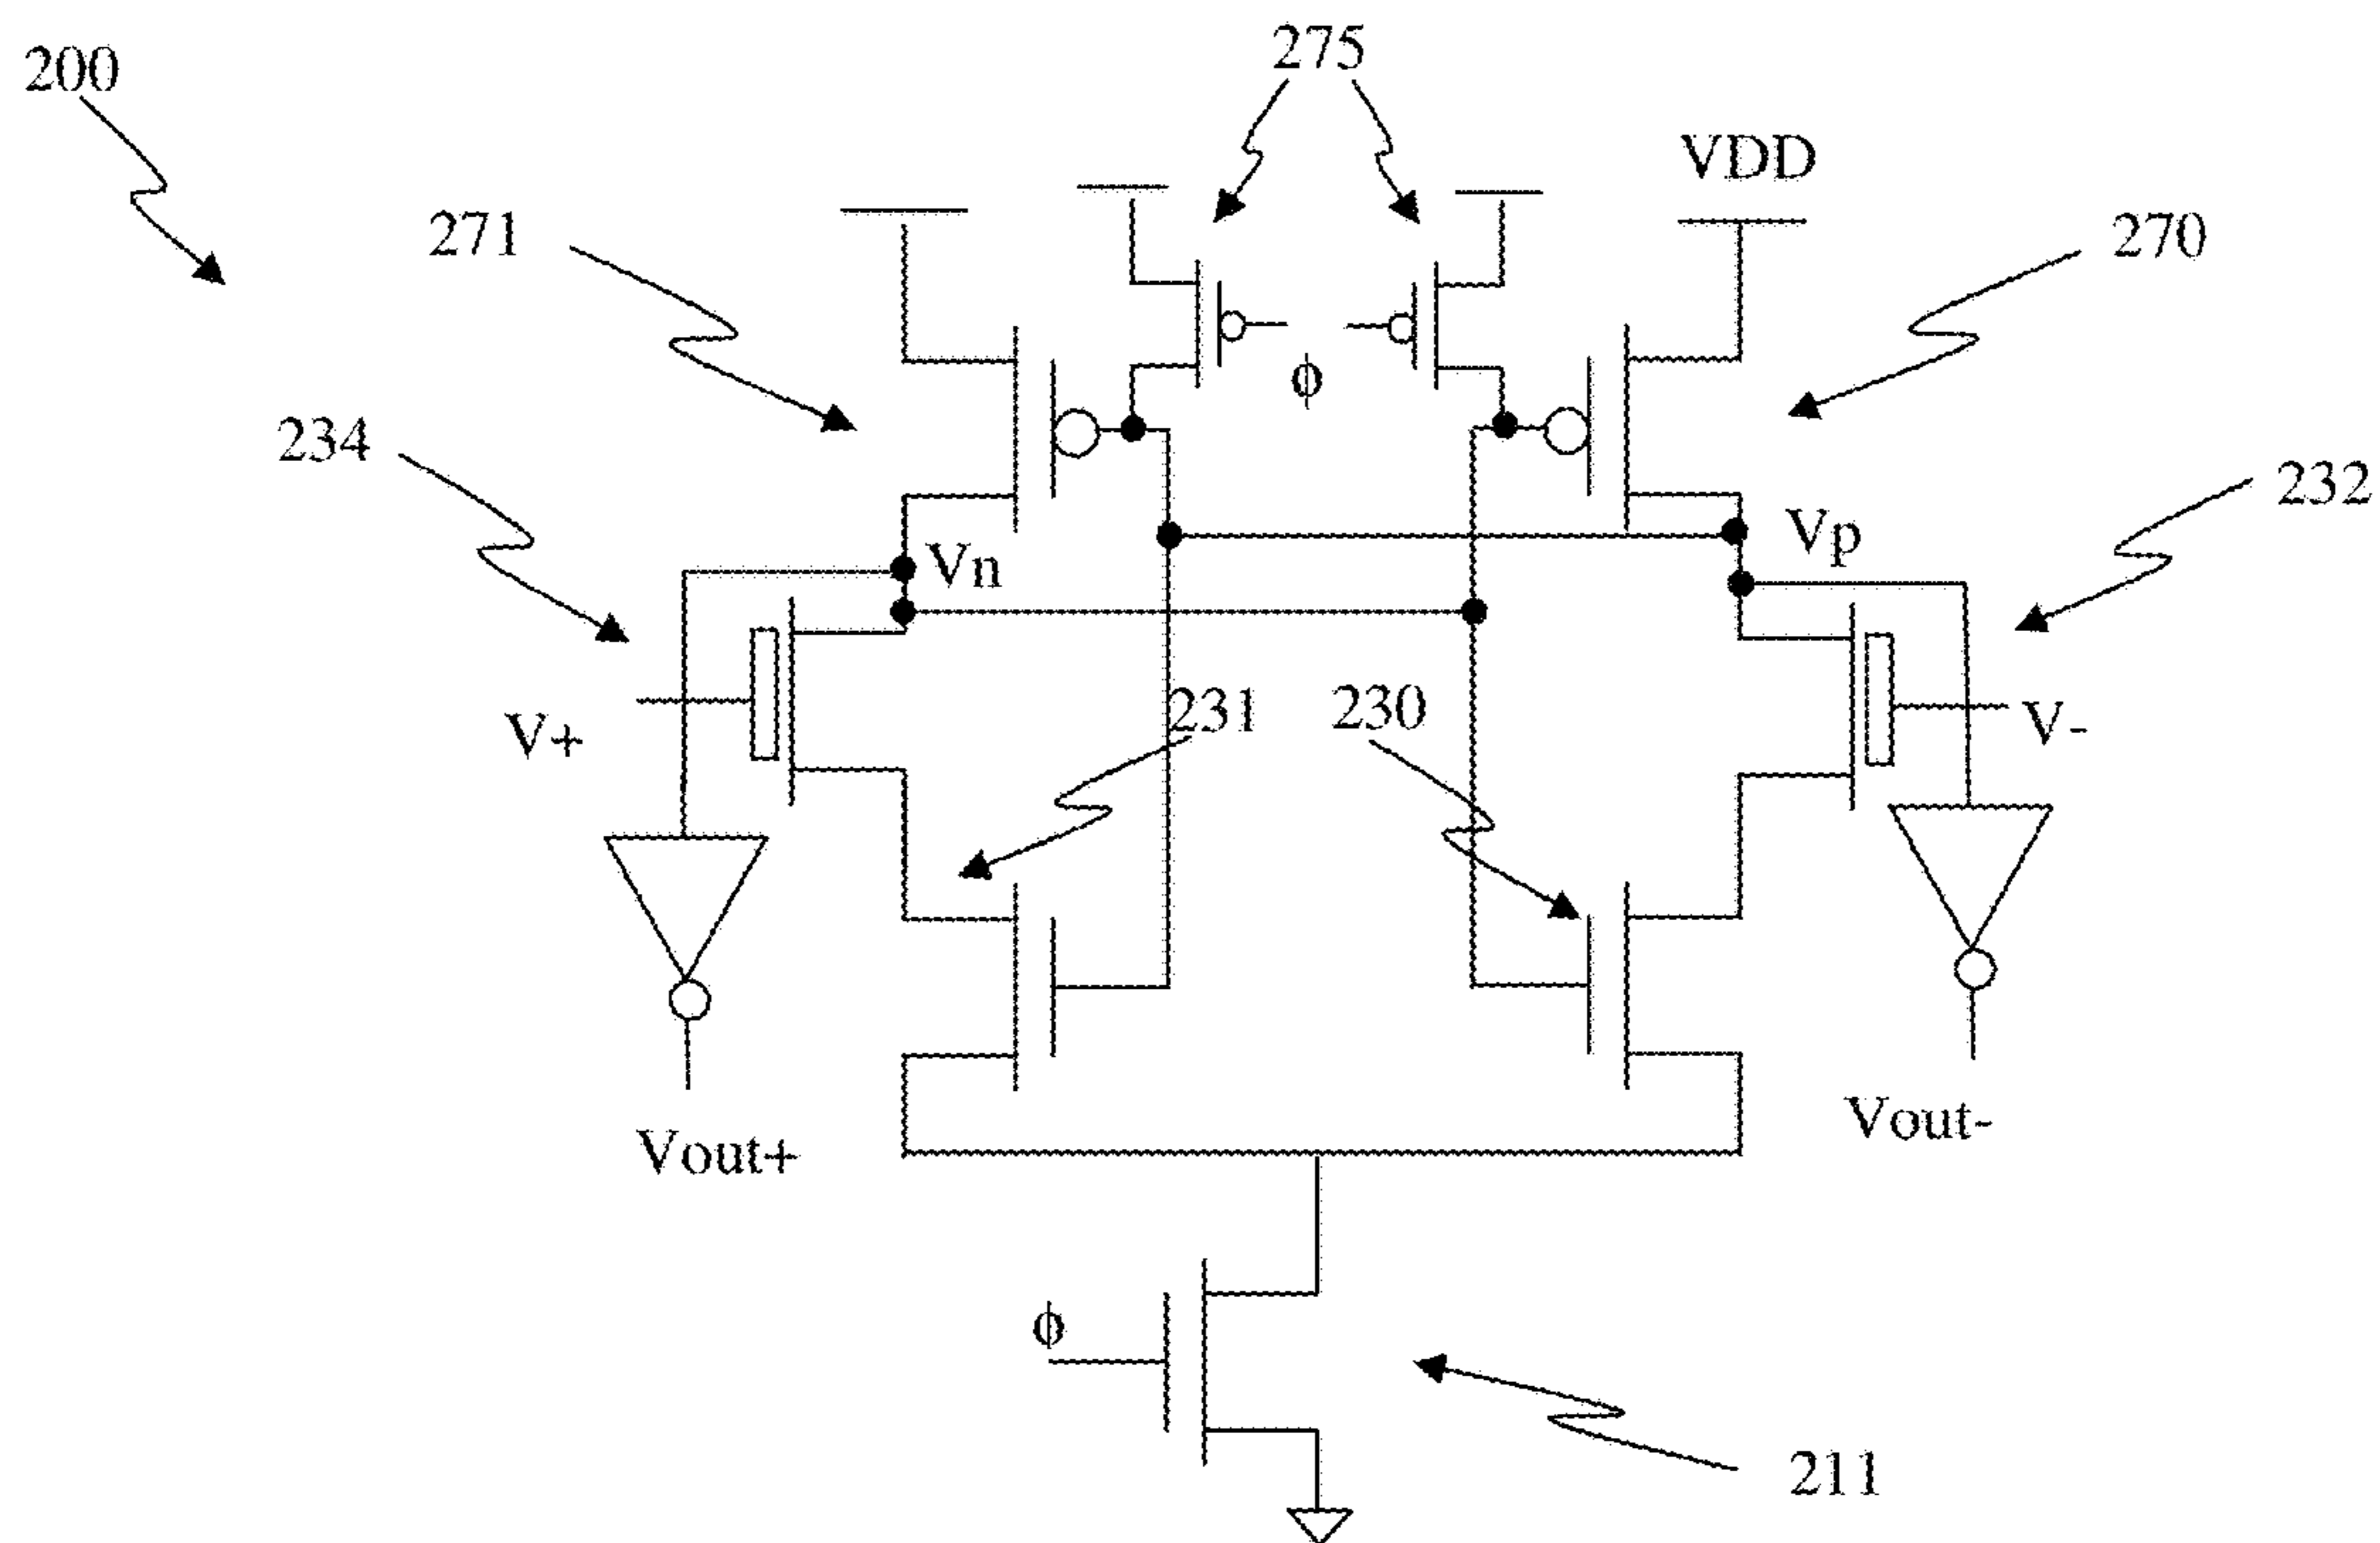 275
200
VDD
271
270
234
ϕ
232
Vp
Vn
231
230
V+
V-
Vout-
Vout+
ϕ
211